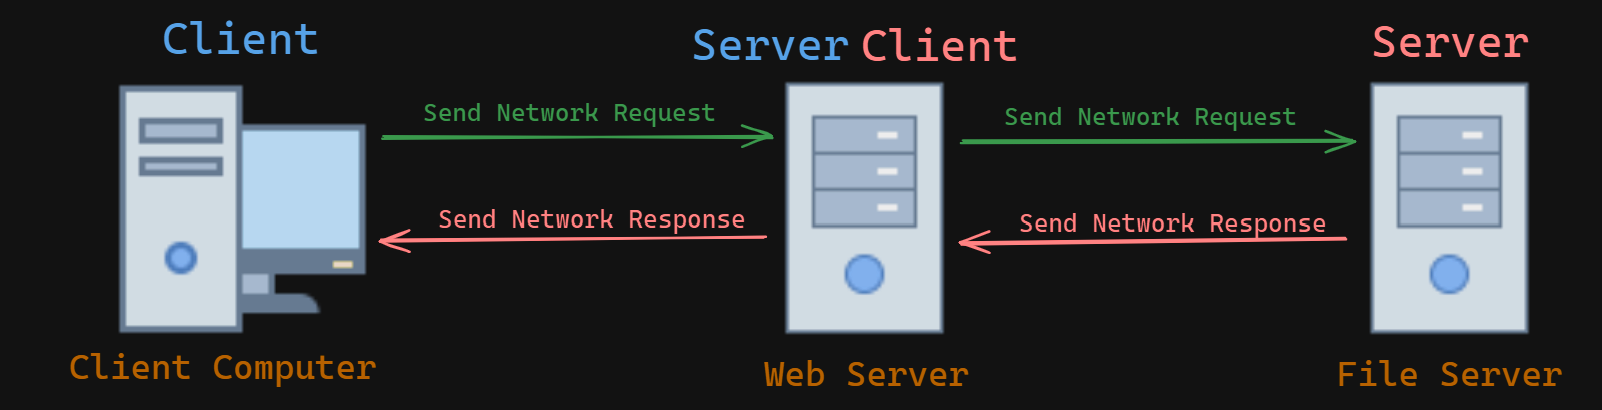 Client
Server Client
Server
Send Network Request
Send Network Request
Send Network Response
Send Network Response
Client Computer
Web Server
File Server